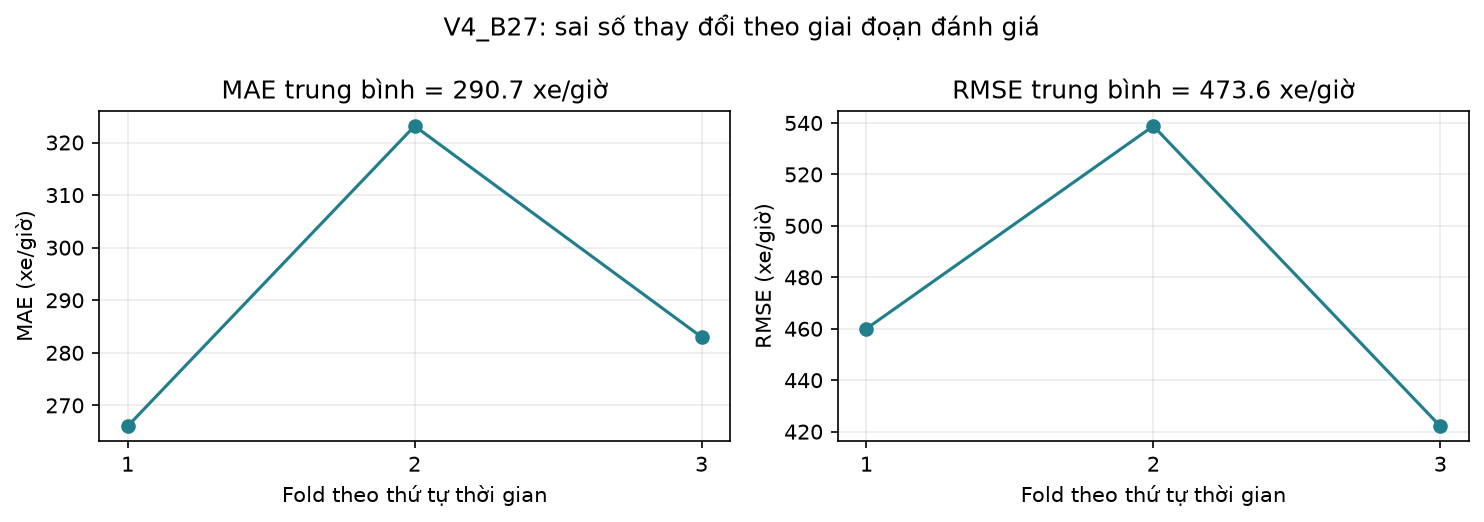 V4_B27: sai số thay đổi theo giai đoạn đánh giá
MAE trung bình = 290.7 xe/giờ
MAE (xe/giờ)
320
310
300
290
280
270
1
2
3
Fold theo thứ tự thời gian
RMSE trung bình = 473.6 xe/giờ
RMSE (xe/giờ)
540
520
500
480
460
440
420
1
2
3
Fold theo thứ tự thời gian